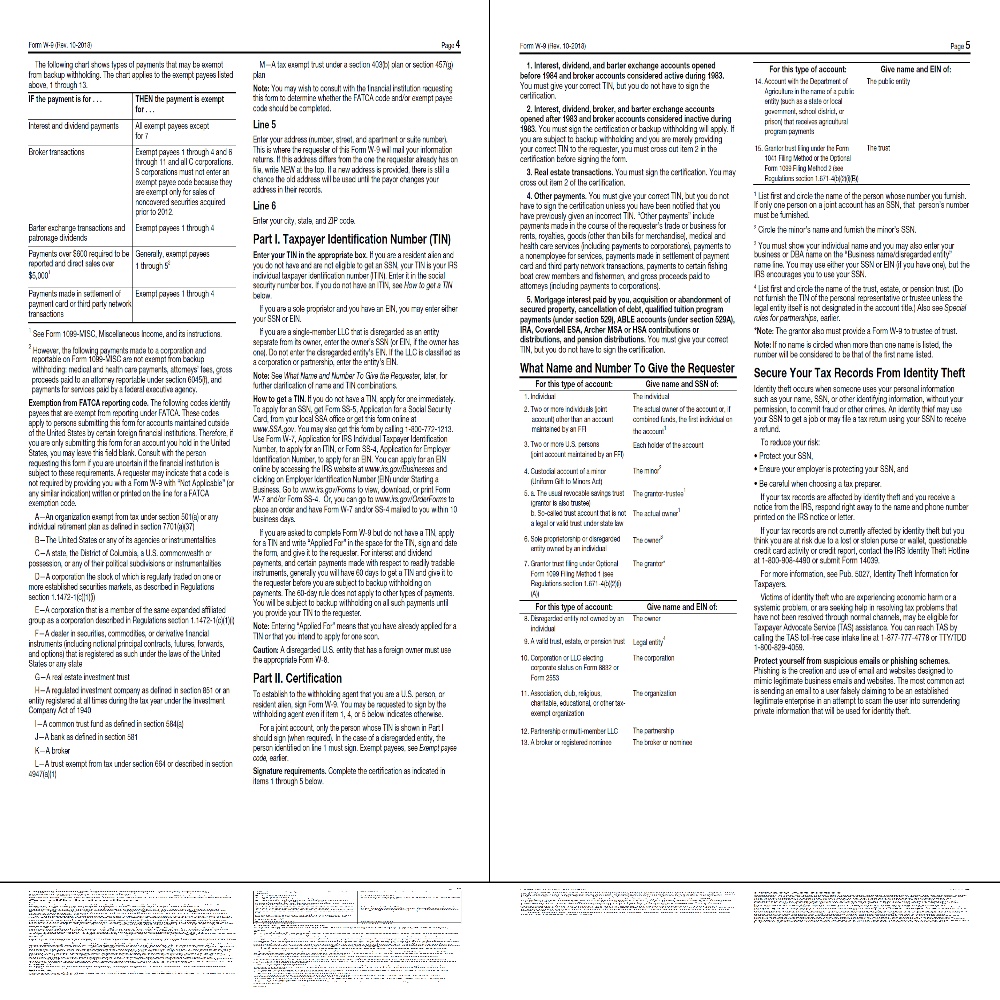 Form W-9 (Rev. 10-2018)
Page 4
The following chart shows types of payments that may be exempt
from backup withholding. The chart applies to the exempt payees listed
above, 1 through 13.
IF the payment is for . . .
THEN the payment is exempt
for . . .
Interest and dividend payments
All exempt payees except
for 7
Broker transactions
Exempt payees 1 through 4 and 6
through 11 and all C corporations.
S corporations must not enter an
exempt payee code because they
are exempt only for sales of
noncovered securities acquired
prior to 2012.
Barter exchange transactions and
patronage dividends
Exempt payees 1 through 4
Payments over $600 required to be
reported and direct sales over
$5,000¹
Generally, exempt payees
1 through 5²
Payments made in settlement of
payment card or third party network
transactions
Exempt payees 1 through 4
¹ See Form 1099-MISC, Miscellaneous Income, and its instructions.
² However, the following payments made to a corporation and
reportable on Form 1099-MISC are not exempt from backup
withholding: medical and health care payments, attorneys' fees, gross
proceeds paid to an attorney reportable under section 6045(f), and
payments for services paid by a federal executive agency.
Exemption from FATCA reporting code. The following codes identify
payees that are exempt from reporting under FATCA. These codes
apply to persons submitting this form for accounts maintained outside
of the United States by certain foreign financial institutions. Therefore, if
you are only submitting this form for an account you hold in the United
States, you may leave this field blank. Consult with the person
requesting this form if you are uncertain if the financial institution is
subject to these requirements. A requester may indicate that a code is
not required by providing you with a Form W-9 with "Not Applicable" (or
any similar indication) written or printed on the line for a FATCA
exemption code.
A—An organization exempt from tax under section 501(a) or any
individual retirement plan as defined in section 7701(a)(37)
B—The United States or any of its agencies or instrumentalities
C—A state, the District of Columbia, a U.S. commonwealth or
possession, or any of their political subdivisions or instrumentalities
D—A corporation the stock of which is regularly traded on one or
more established securities markets, as described in Regulations
section 1.1472-1(c)(1)(i)
E—A corporation that is a member of the same expanded affiliated
group as a corporation described in Regulations section 1.1472-1(c)(1)(i)
F—A dealer in securities, commodities, or derivative financial
instruments (including notional principal contracts, futures, forwards,
and options) that is registered as such under the laws of the United
States or any state
G—A real estate investment trust
H—A regulated investment company as defined in section 851 or an
entity registered at all times during the tax year under the Investment
Company Act of 1940
I—A common trust fund as defined in section 584(a)
J—A bank as defined in section 581
K—A broker
L—A trust exempt from tax under section 664 or described in section
4947(a)(1)
M—A tax exempt trust under a section 403(b) plan or section 457(g)
plan
Note: You may wish to consult with the financial institution requesting
this form to determine whether the FATCA code and/or exempt payee
code should be completed.
Line 5
Enter your address (number, street, and apartment or suite number).
This is where the requester of this Form W-9 will mail your information
returns. If this address differs from the one the requester already has on
file, write NEW at the top. If a new address is provided, there is still a
chance the old address will be used until the payor changes your
address in their records.
Line 6
Enter your city, state, and ZIP code.
Part I. Taxpayer Identification Number (TIN)
Enter your TIN in the appropriate box. If you are a resident alien and
you do not have and are not eligible to get an SSN, your TIN is your IRS
individual taxpayer identification number (ITIN). Enter it in the social
security number box. If you do not have an ITIN, see How to get a TIN
below.
If you are a sole proprietor and you have an EIN, you may enter either
your SSN or EIN.
If you are a single-member LLC that is disregarded as an entity
separate from its owner, enter the owner's SSN (or EIN, if the owner has
one). Do not enter the disregarded entity's EIN. If the LLC is classified as
a corporation or partnership, enter the entity's EIN.
Note: See What Name and Number To Give the Requester, later, for
further clarification of name and TIN combinations.
How to get a TIN. If you do not have a TIN, apply for one immediately.
To apply for an SSN, get Form SS-5, Application for a Social Security
Card, from your local SSA office or get this form online at
www.SSA.gov. You may also get this form by calling 1-800-772-1213.
Use Form W-7, Application for IRS Individual Taxpayer Identification
Number, to apply for an ITIN, or Form SS-4, Application for Employer
Identification Number, to apply for an EIN. You can apply for an EIN
online by accessing the IRS website at www.irs.gov/Businesses and
clicking on Employer Identification Number (EIN) under Starting a
Business. Go to www.irs.gov/Forms to view, download, or print Form
W-7 and/or Form SS-4. Or, you can go to www.irs.gov/OrderForms to
place an order and have Form W-7 and/or SS-4 mailed to you within 10
business days.
If you are asked to complete Form W-9 but do not have a TIN, apply
for a TIN and write "Applied For" in the space for the TIN, sign and date
the form, and give it to the requester. For interest and dividend
payments, and certain payments made with respect to readily tradable
instruments, generally you will have 60 days to get a TIN and give it to
the requester before you are subject to backup withholding on
payments. The 60-day rule does not apply to other types of payments.
You will be subject to backup withholding on all such payments until
you provide your TIN to the requester.
Note: Entering "Applied For" means that you have already applied for a
TIN or that you intend to apply for one soon.
Caution: A disregarded U.S. entity that has a foreign owner must use
the appropriate Form W-8.
Part II. Certification
To establish to the withholding agent that you are a U.S. person, or
resident alien, sign Form W-9. You may be requested to sign by the
withholding agent even if item 1, 4, or 5 below indicates otherwise.
For a joint account, only the person whose TIN is shown in Part I
should sign (when required). In the case of a disregarded entity, the
person identified on line 1 must sign. Exempt payees, see Exempt payee
code, earlier.
Signature requirements. Complete the certification as indicated in
items 1 through 5 below.
Form W-9 (Rev. 10-2018)
Page 5
1. Interest, dividend, and barter exchange accounts opened
before 1984 and broker accounts considered active during 1983.
You must give your correct TIN, but you do not have to sign the
certification.
2. Interest, dividend, broker, and barter exchange accounts
opened after 1983 and broker accounts considered inactive during
1983. You must sign the certification or backup withholding will apply. If
you are subject to backup withholding and you are merely providing
your correct TIN to the requester, you must cross out item 2 in the
certification before signing the form.
3. Real estate transactions. You must sign the certification. You may
cross out item 2 of the certification.
4. Other payments. You must give your correct TIN, but you do not
have to sign the certification unless you have been notified that you
have previously given an incorrect TIN. "Other payments" include
payments made in the course of the requester's trade or business for
rents, royalties, goods (other than bills for merchandise), medical and
health care services (including payments to corporations), payments to
a nonemployee for services, payments made in settlement of payment
card and third party network transactions, payments to certain fishing
boat crew members and fishermen, and gross proceeds paid to
attorneys (including payments to corporations).
5. Mortgage interest paid by you, acquisition or abandonment of
secured property, cancellation of debt, qualified tuition program
payments (under section 529), ABLE accounts (under section 529A),
IRA, Coverdell ESA, Archer MSA or HSA contributions or
distributions, and pension distributions. You must give your correct
TIN, but you do not have to sign the certification.
What Name and Number To Give the Requester
For this type of account:
Give name and SSN of:
1. Individual
The individual
2. Two or more individuals (joint
account) other than an account
maintained by an FFI
The actual owner of the account or, if
combined funds, the first individual on
the account¹
3. Two or more U.S. persons
(joint account maintained by an FFI)
Each holder of the account
4. Custodial account of a minor
(Uniform Gift to Minors Act)
The minor²
5. a. The usual revocable savings trust
(grantor is also trustee)
The grantor-trustee¹
b. So-called trust account that is not
a legal or valid trust under state law
The actual owner¹
6. Sole proprietorship or disregarded
entity owned by an individual
The owner³
7. Grantor trust filing under Optional
Form 1099 Filing Method 1 (see
Regulations section 1.671-4(b)(2)(i)
(A))
The grantor*
For this type of account:
Give name and EIN of:
8. Disregarded entity not owned by an
individual
The owner
9. A valid trust, estate, or pension trust
Legal entity⁴
10. Corporation or LLC electing
corporate status on Form 8832 or
Form 2553
The corporation
11. Association, club, religious,
charitable, educational, or other tax-
exempt organization
The organization
12. Partnership or multi-member LLC
The partnership
13. A broker or registered nominee
The broker or nominee
For this type of account:
Give name and EIN of:
14. Account with the Department of
Agriculture in the name of a public
entity (such as a state or local
government, school district, or
prison) that receives agricultural
program payments
The public entity
15. Grantor trust filing under the Form
1041 Filing Method or the Optional
Form 1099 Filing Method 2 (see
Regulations section 1.671-4(b)(2)(i)(B))
The trust
¹ List first and circle the name of the person whose number you furnish.
If only one person on a joint account has an SSN, that person's number
must be furnished.
² Circle the minor's name and furnish the minor's SSN.
³ You must show your individual name and you may also enter your
business or DBA name on the "Business name/disregarded entity"
name line. You may use either your SSN or EIN (if you have one), but the
IRS encourages you to use your SSN.
⁴ List first and circle the name of the trust, estate, or pension trust. (Do
not furnish the TIN of the personal representative or trustee unless the
legal entity itself is not designated in the account title.) Also see Special
rules for partnerships, earlier.
*Note: The grantor also must provide a Form W-9 to trustee of trust.
Note: If no name is circled when more than one name is listed, the
number will be considered to be that of the first name listed.
Secure Your Tax Records From Identity Theft
Identity theft occurs when someone uses your personal information
such as your name, SSN, or other identifying information, without your
permission, to commit fraud or other crimes. An identity thief may use
your SSN to get a job or may file a tax return using your SSN to receive
a refund.
To reduce your risk:
• Protect your SSN,
• Ensure your employer is protecting your SSN, and
• Be careful when choosing a tax preparer.
If your tax records are affected by identity theft and you receive a
notice from the IRS, respond right away to the name and phone number
printed on the IRS notice or letter.
If your tax records are not currently affected by identity theft but you
think you are at risk due to a lost or stolen purse or wallet, questionable
credit card activity or credit report, contact the IRS Identity Theft Hotline
at 1-800-908-4490 or submit Form 14039.
For more information, see Pub. 5027, Identity Theft Information for
Taxpayers.
Victims of identity theft who are experiencing economic harm or a
systemic problem, or are seeking help in resolving tax problems that
have not been resolved through normal channels, may be eligible for
Taxpayer Advocate Service (TAS) assistance. You can reach TAS by
calling the TAS toll-free case intake line at 1-877-777-4778 or TTY/TDD
1-800-829-4059.
Protect yourself from suspicious emails or phishing schemes.
Phishing is the creation and use of email and websites designed to
mimic legitimate business emails and websites. The most common act
is sending an email to a user falsely claiming to be an established
legitimate enterprise in an attempt to scam the user into surrendering
private information that will be used for identity theft.